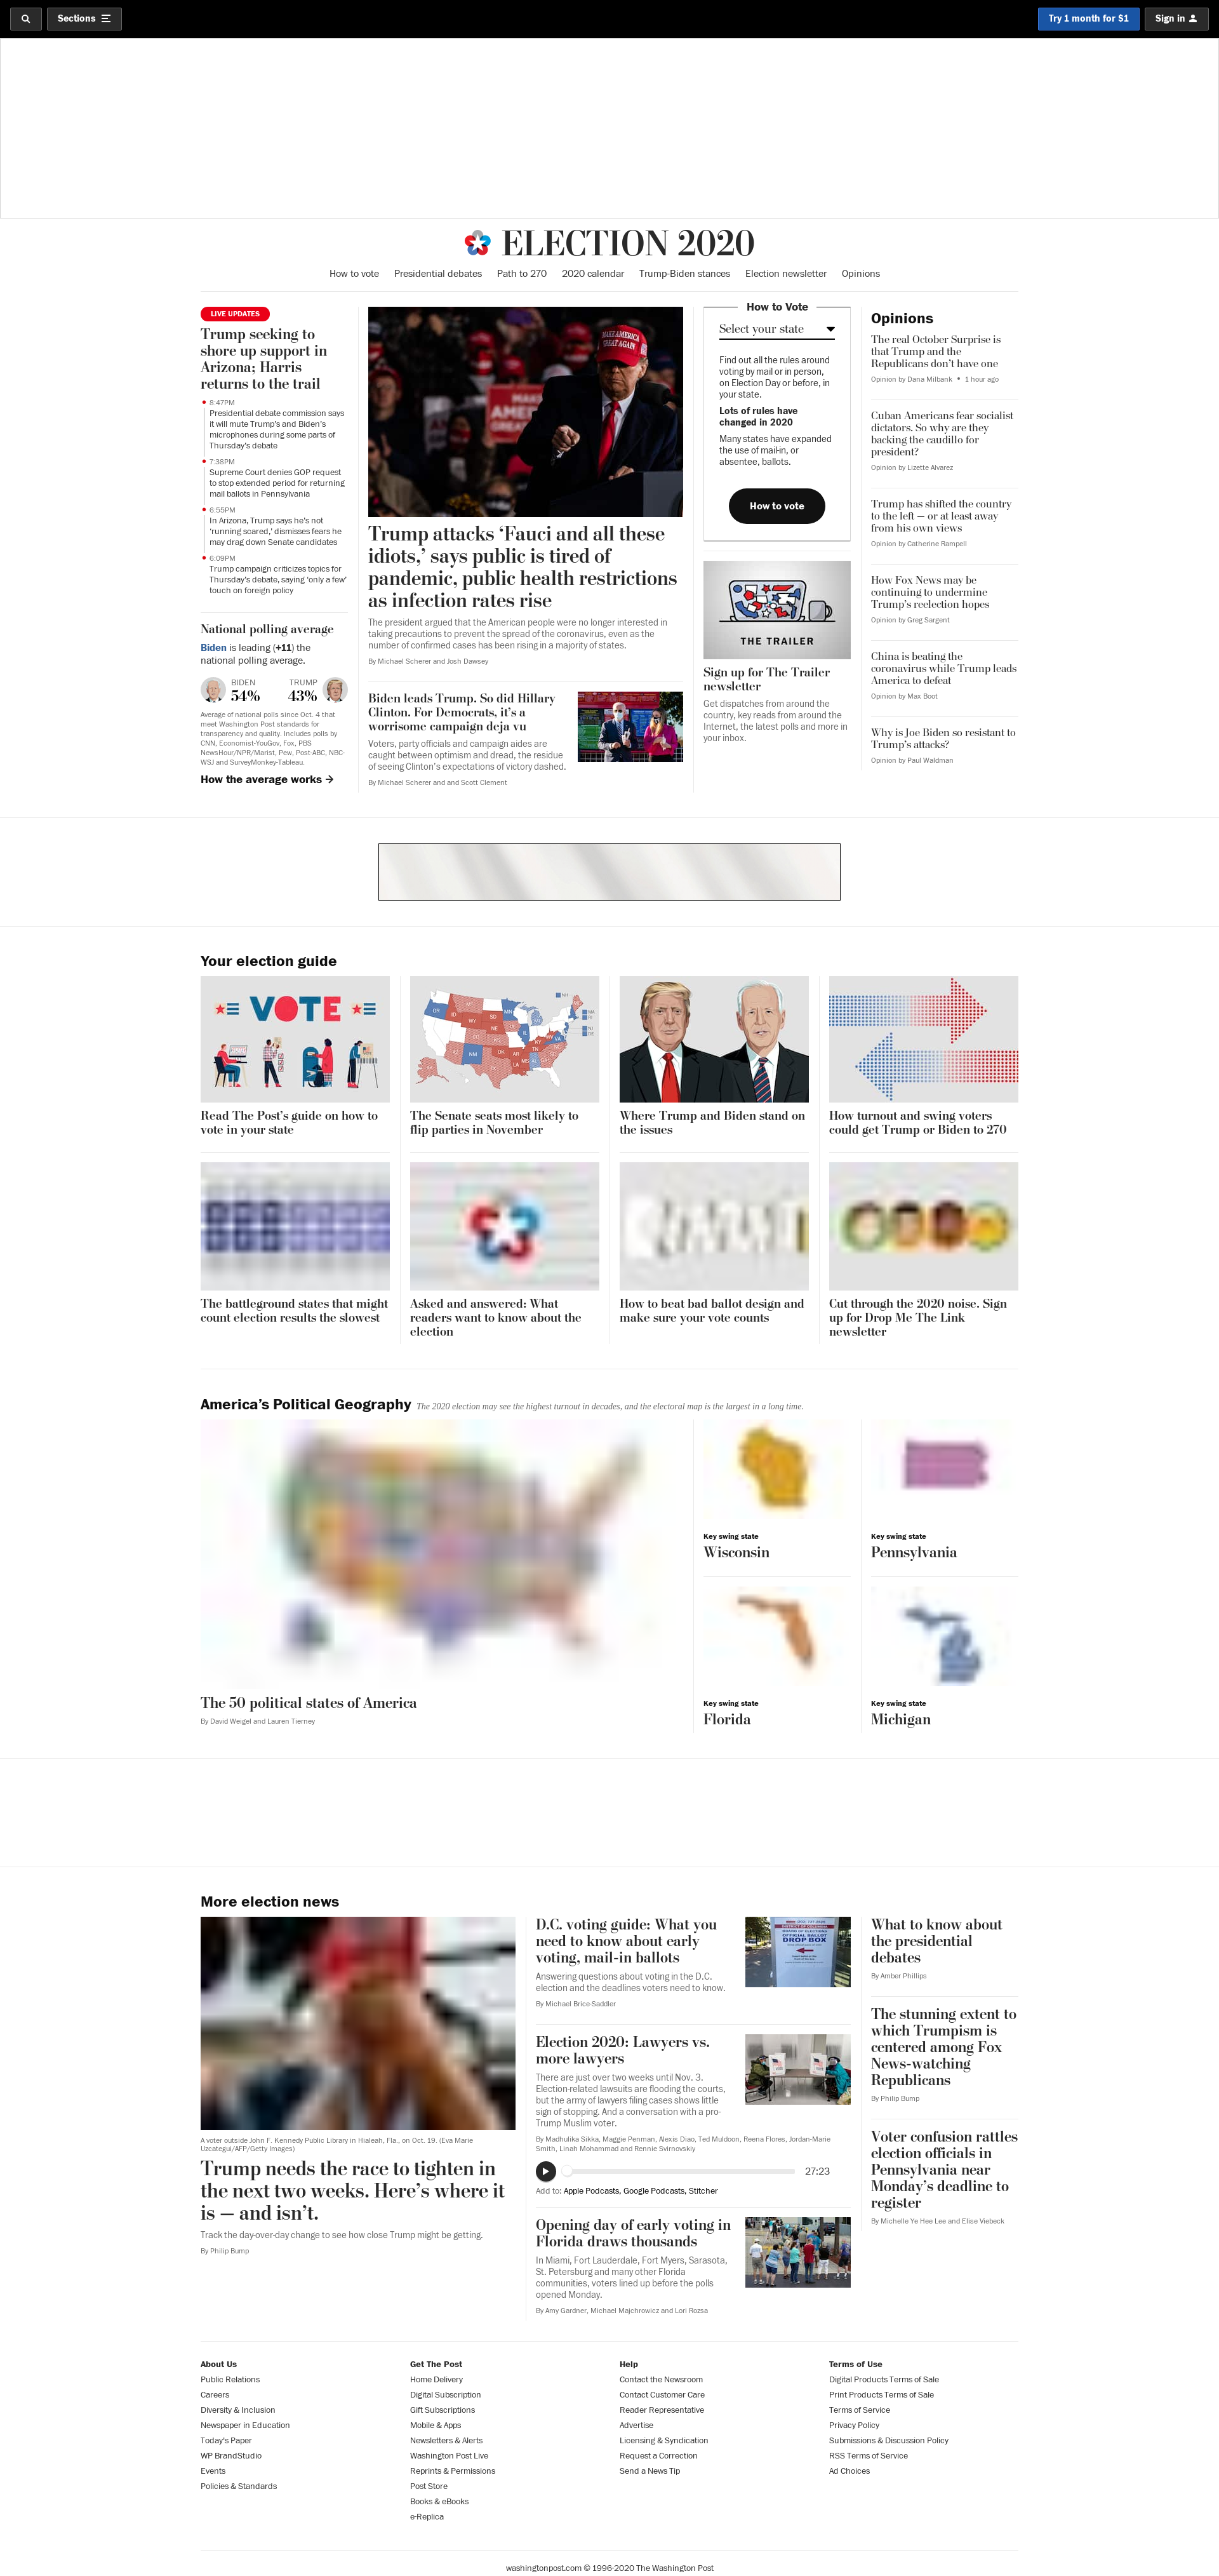 Sections
Try 1 month for $1
Sign in
ELECTION 2020
How to vote
Presidential debates
Path to 270
2020 calendar
Trump-Biden stances
Election newsletter
Opinions
LIVE UPDATES
Trump seeking to
shore up support in
Arizona; Harris
returns to the trail
8:47PM
Presidential debate commission says
it will mute Trump's and Biden's
microphones during some parts of
Thursday's debate
7:38PM
Supreme Court denies GOP request
to stop extended period for returning
mail ballots in Pennsylvania
6:55PM
In Arizona, Trump says he's not
'running scared,' dismisses fears he
may drag down Senate candidates
6:09PM
Trump campaign criticizes topics for
Thursday's debate, saying 'only a few'
touch on foreign policy
National polling average
Biden is leading (+11) the
national polling average.
BIDEN
54%
TRUMP
43%
Average of national polls since Oct. 4 that
meet Washington Post standards for
transparency and quality. Includes polls by
CNN, Economist-YouGov, Fox, PBS
NewsHour/NPR/Marist, Pew, Post-ABC, NBC-
WSJ and SurveyMonkey-Tableau.
How the average works →
MAKE AMERICA
GREAT AGAIN
Trump attacks ‘Fauci and all these
idiots,’ says public is tired of
pandemic, public health restrictions
as infection rates rise
The president argued that the American people were no longer interested in
taking precautions to prevent the spread of the coronavirus, even as the
number of confirmed cases has been rising in a majority of states.
By Michael Scherer and Josh Dawsey
Biden leads Trump. So did Hillary
Clinton. For Democrats, it’s a
worrisome campaign deja vu
Voters, party officials and campaign aides are
caught between optimism and dread, the residue
of seeing Clinton’s expectations of victory dashed.
By Michael Scherer and and Scott Clement
How to Vote
Select your state
Find out all the rules around
voting by mail or in person,
on Election Day or before, in
your state.
Lots of rules have
changed in 2020
Many states have expanded
the use of mail-in, or
absentee, ballots.
How to vote
THE TRAILER
Sign up for The Trailer
newsletter
Get dispatches from around the
country, key reads from around the
Internet, the latest polls and more in
your inbox.
Opinions
The real October Surprise is
that Trump and the
Republicans don’t have one
Opinion by Dana Milbank • 1 hour ago
Cuban Americans fear socialist
dictators. So why are they
backing the caudillo for
president?
Opinion by Lizette Alvarez
Trump has shifted the country
to the left — or at least away
from his own views
Opinion by Catherine Rampell
How Fox News may be
continuing to undermine
Trump’s reelection hopes
Opinion by Greg Sargent
China is beating the
coronavirus while Trump leads
America to defeat
Opinion by Max Boot
Why is Joe Biden so resistant to
Trump’s attacks?
Opinion by Paul Waldman
Your election guide
VOTE
Read The Post’s guide on how to
vote in your state
The Senate seats most likely to
flip parties in November
Where Trump and Biden stand on
the issues
How turnout and swing voters
could get Trump or Biden to 270
The battleground states that might
count election results the slowest
Asked and answered: What
readers want to know about the
election
How to beat bad ballot design and
make sure your vote counts
Cut through the 2020 noise. Sign
up for Drop Me The Link
newsletter
America’s Political Geography The 2020 election may see the highest turnout in decades, and the electoral map is the largest in a long time.
The 50 political states of America
By David Weigel and Lauren Tierney
Key swing state
Wisconsin
Key swing state
Pennsylvania
Key swing state
Florida
Key swing state
Michigan
More election news
A voter outside John F. Kennedy Public Library in Hialeah, Fla., on Oct. 19. (Eva Marie
Uzcategui/AFP/Getty Images)
Trump needs the race to tighten in
the next two weeks. Here’s where it
is — and isn’t.
Track the day-over-day change to see how close Trump might be getting.
By Philip Bump
D.C. voting guide: What you
need to know about early
voting, mail-in ballots
Answering questions about voting in the D.C.
election and the deadlines voters need to know.
By Michael Brice-Saddler
OFFICIAL BALLOT
DROP BOX
Election 2020: Lawyers vs.
more lawyers
There are just over two weeks until Nov. 3.
Election-related lawsuits are flooding the courts,
but the army of lawyers filing cases shows little
sign of stopping. And a conversation with a pro-
Trump Muslim voter.
By Madhulika Sikka, Maggie Penman, Alexis Diao, Ted Muldoon, Reena Flores, Jordan-Marie
Smith, Linah Mohammad and Rennie Svirnovskiy
27:23
Add to: Apple Podcasts, Google Podcasts, Stitcher
Opening day of early voting in
Florida draws thousands
In Miami, Fort Lauderdale, Fort Myers, Sarasota,
St. Petersburg and many other Florida
communities, voters lined up before the polls
opened Monday.
By Amy Gardner, Michael Majchrowicz and Lori Rozsa
What to know about
the presidential
debates
By Amber Phillips
The stunning extent to
which Trumpism is
centered among Fox
News-watching
Republicans
By Philip Bump
Voter confusion rattles
election officials in
Pennsylvania near
Monday’s deadline to
register
By Michelle Ye Hee Lee and Elise Viebeck
About Us
Public Relations
Careers
Diversity & Inclusion
Newspaper in Education
Today's Paper
WP BrandStudio
Events
Policies & Standards
Get The Post
Home Delivery
Digital Subscription
Gift Subscriptions
Mobile & Apps
Newsletters & Alerts
Washington Post Live
Reprints & Permissions
Post Store
Books & eBooks
e-Replica
Help
Contact the Newsroom
Contact Customer Care
Reader Representative
Advertise
Licensing & Syndication
Request a Correction
Send a News Tip
Terms of Use
Digital Products Terms of Sale
Print Products Terms of Sale
Terms of Service
Privacy Policy
Submissions & Discussion Policy
RSS Terms of Service
Ad Choices
washingtonpost.com © 1996-2020 The Washington Post